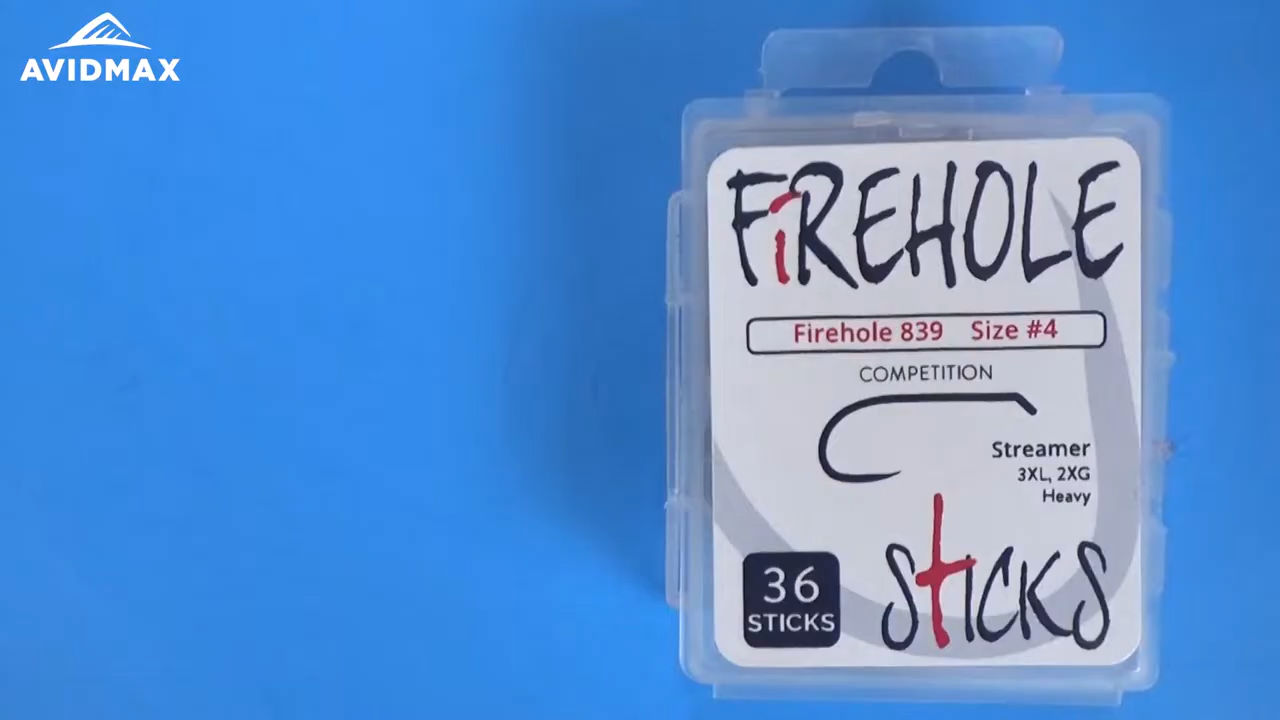 AVIDMAX
FiREHOLE
Firehole 839 Size #4
COMPETITION
Streamer
3XL, 2XG
Heavy
36
STICKS
StICKS